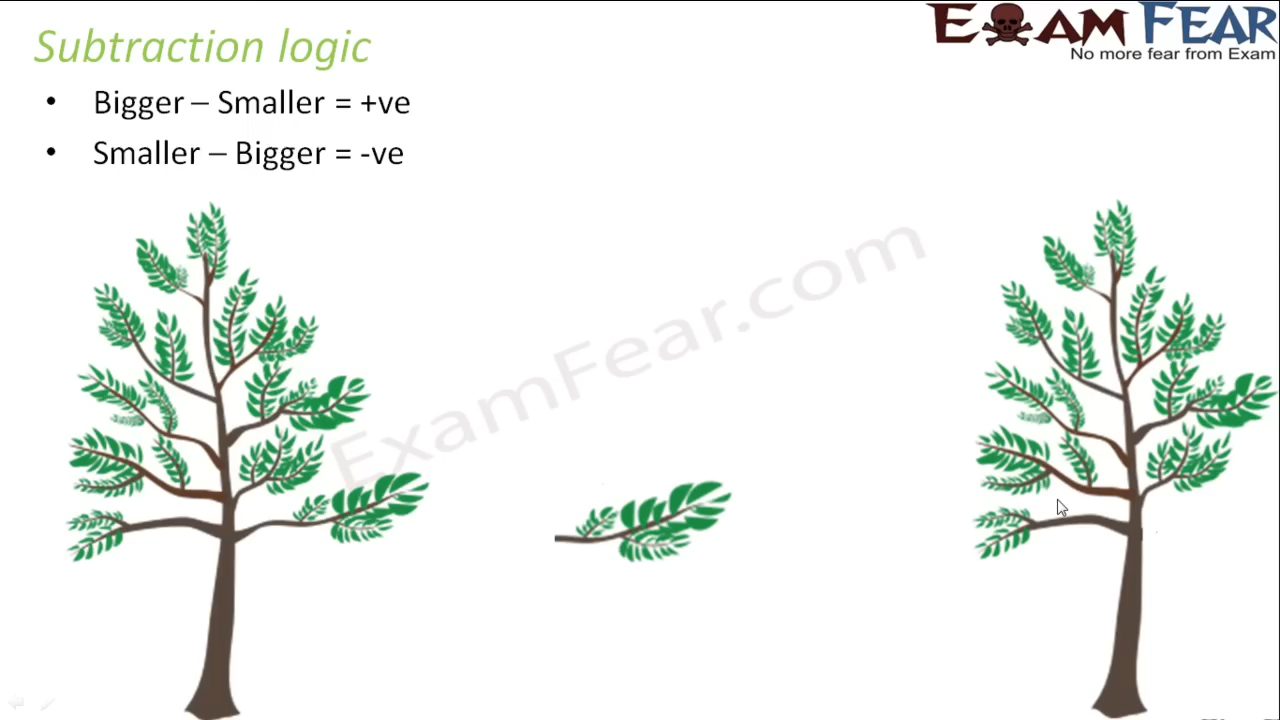 Subtraction logic
EXAM FEAR
No more fear from Exam
• Bigger – Smaller = +ve
• Smaller – Bigger = -ve
ExamFear.com